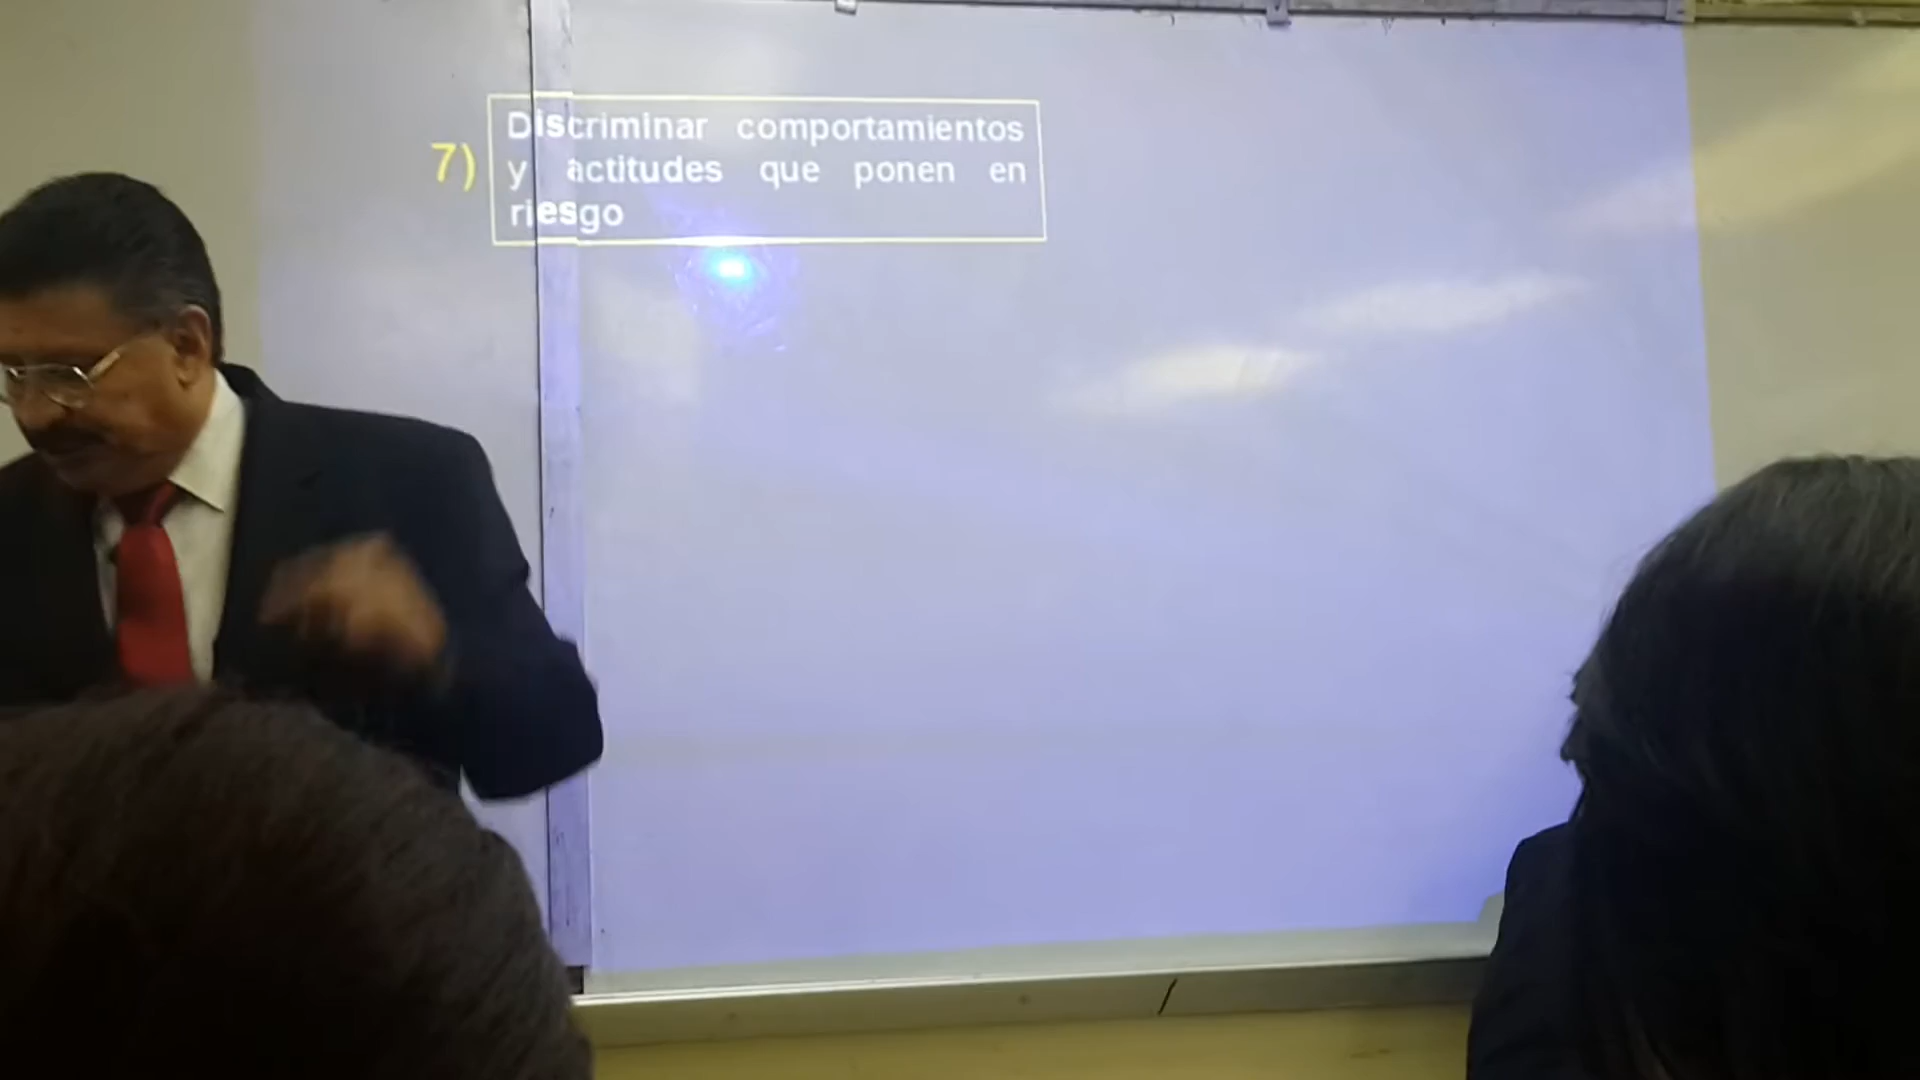 7)
Discriminar comportamientos
y actitudes que ponen en
riesgo